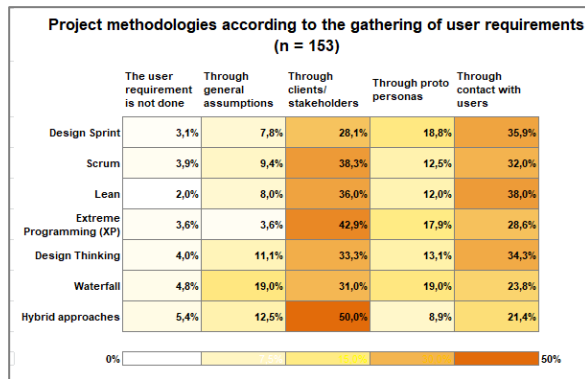 Project methodologies according to the gathering of user requirements
(n = 153)
The user requirement is not done Through general assumptions Through clients/ stakeholders Through proto personas Through contact with users
Design Sprint 3,1% 7,8% 28,1% 18,8% 35,9%
Scrum 3,9% 9,4% 38,3% 12,5% 32,0%
Lean 2,0% 8,0% 36,0% 12,0% 38,0%
Extreme Programming (XP) 3,6% 3,6% 42,9% 17,9% 28,6%
Design Thinking 4,0% 11,1% 33,3% 13,1% 34,3%
Waterfall 4,8% 19,0% 31,0% 19,0% 23,8%
Hybrid approaches 5,4% 12,5% 50,0% 8,9% 21,4%
0% 50%